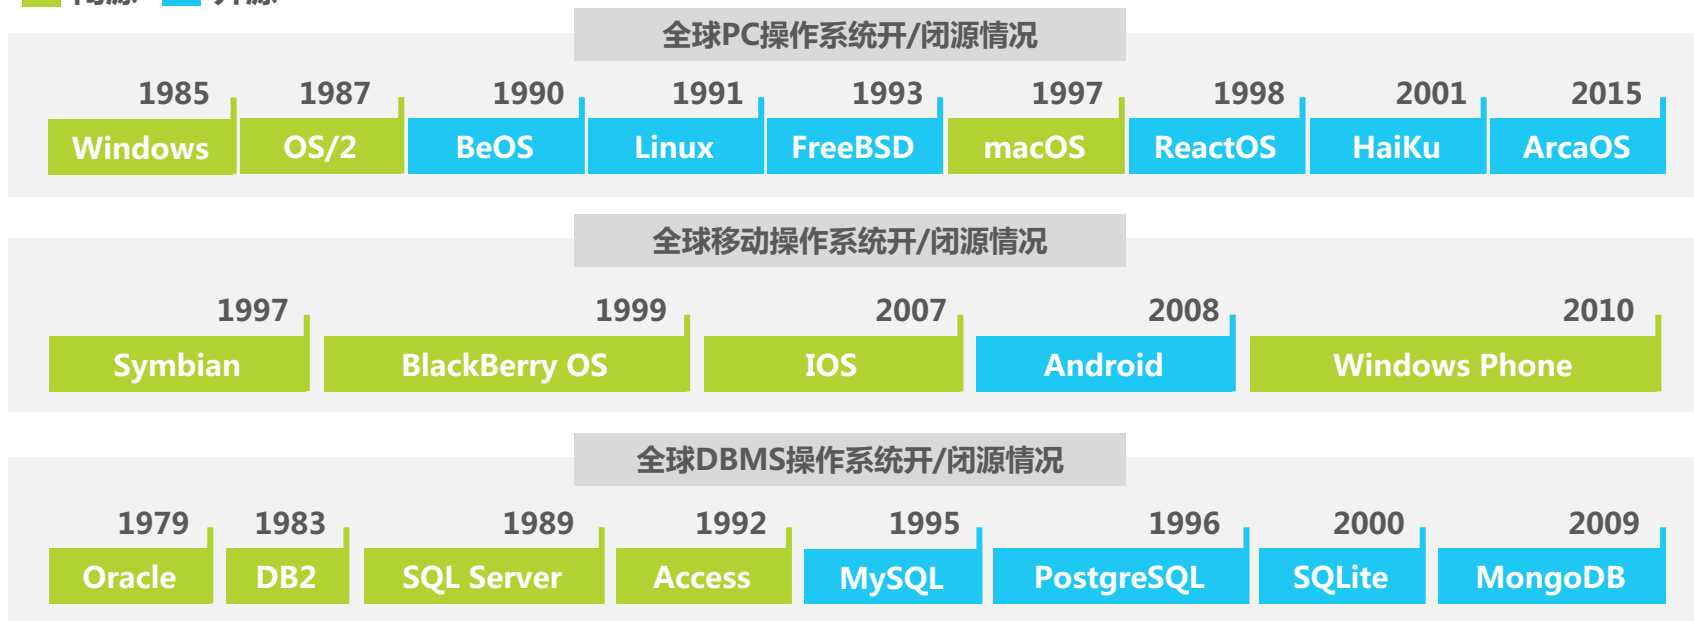 闭源 开源
全球PC操作系统开/闭源情况
1985 1987 1990 1991 1993 1997 1998 2001 2015
Windows OS/2 BeOS Linux FreeBSD macOS ReactOS HaiKu ArcaOS
全球移动操作系统开/闭源情况
1997 1999 2007 2008 2010
Symbian BlackBerry OS IOS Android Windows Phone
全球DBMS操作系统开/闭源情况
1979 1983 1989 1992 1995 1996 2000 2009
Oracle DB2 SQL Server Access MySQL PostgreSQL SQLite MongoDB